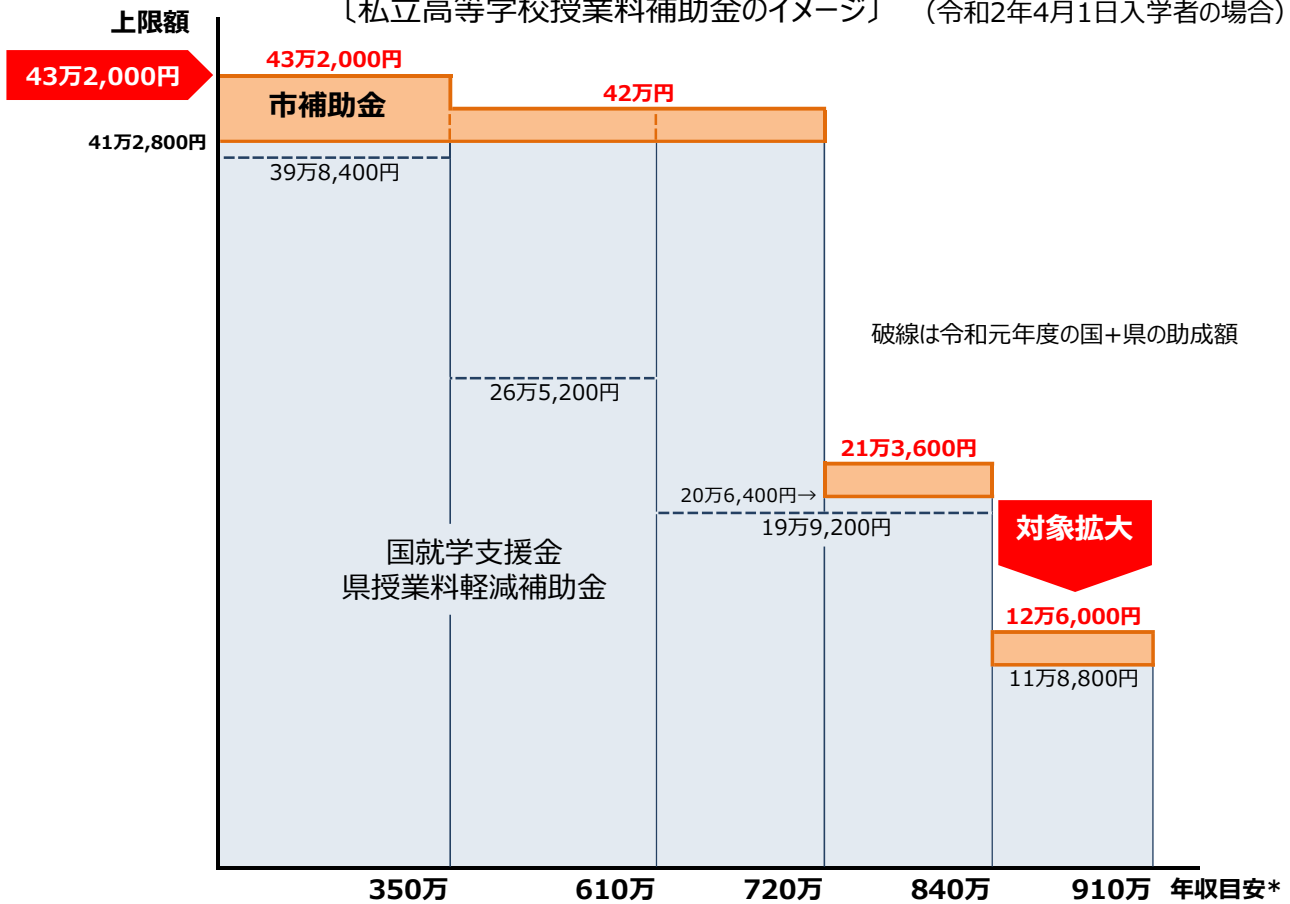 〔私立高等学校授業料補助金のイメージ〕 （令和2年4月1日入学者の場合）
上限額
43万2,000円
43万2,000円
42万円
市補助金
41万2,800円
39万8,400円
破線は令和元年度の国+県の助成額
26万5,200円
21万3,600円
20万6,400円→
19万9,200円
対象拡大
国就学支援金
県授業料軽減補助金
12万6,000円
11万8,800円
350万 610万 720万 840万 910万 年収目安*